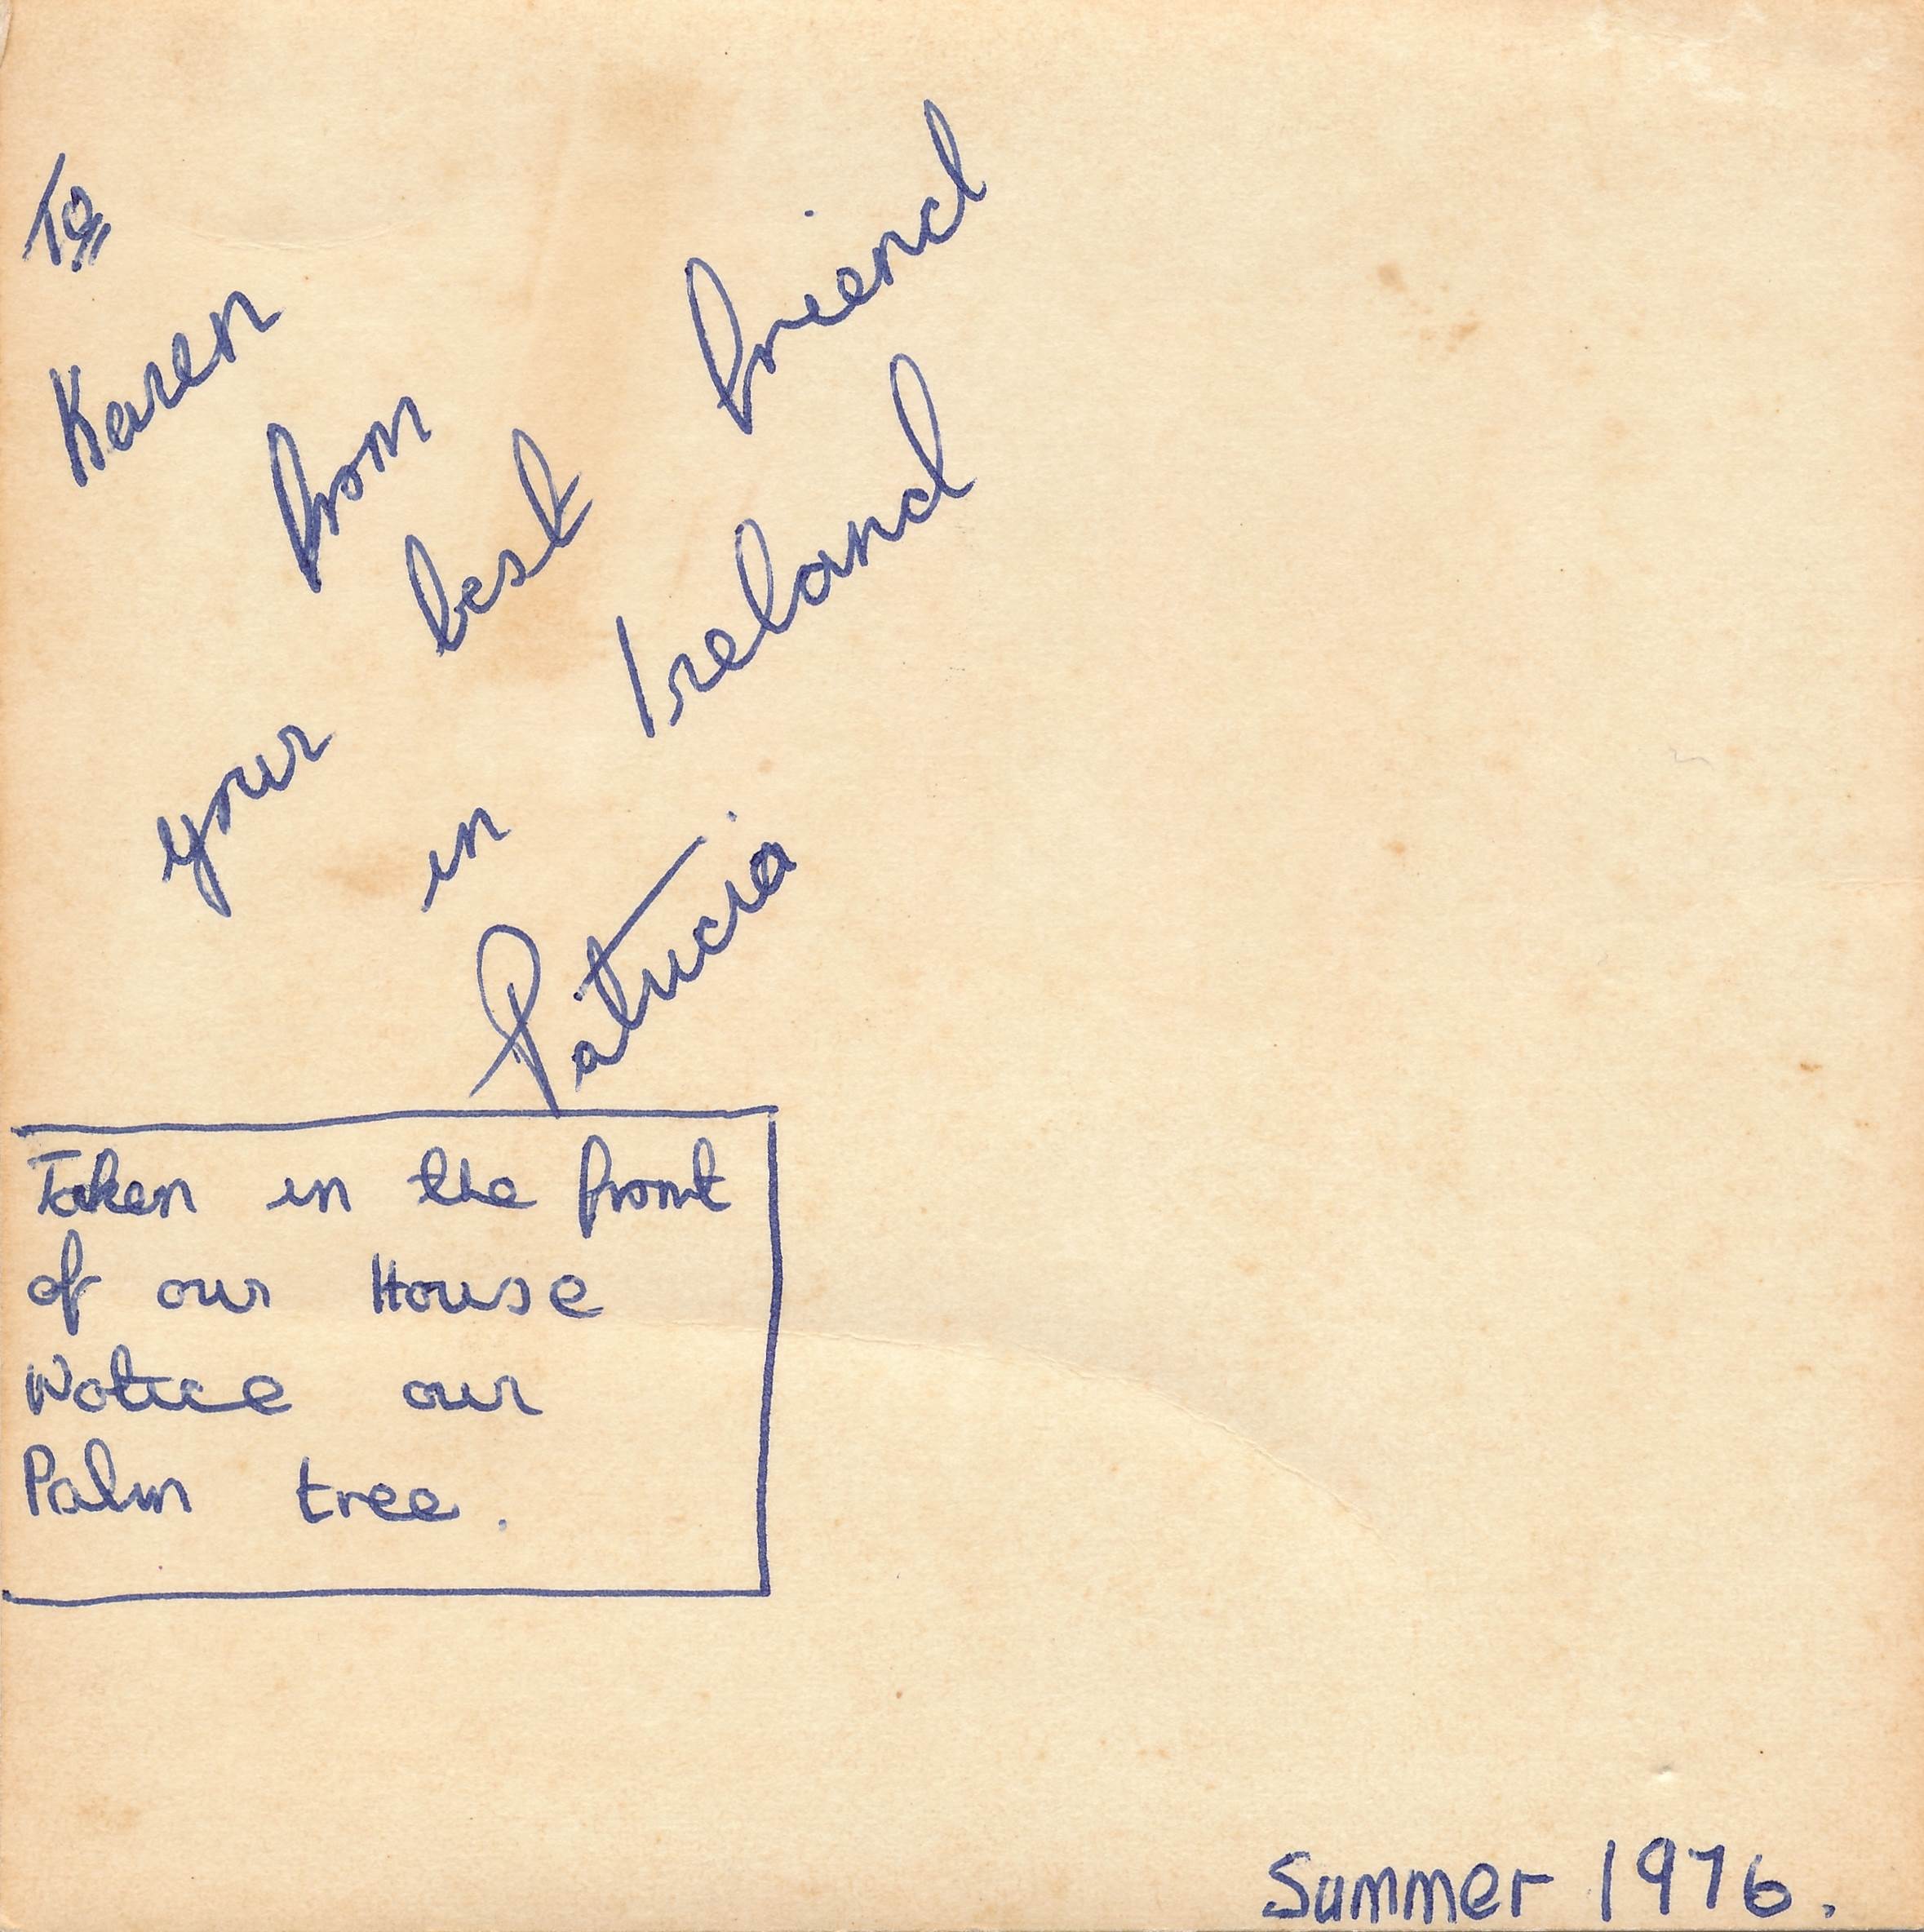 To
Karen
from
your best friend
in Ireland
Patricia
Taken in the front
of our House
Notice our
Palm tree.
Summer 1976.